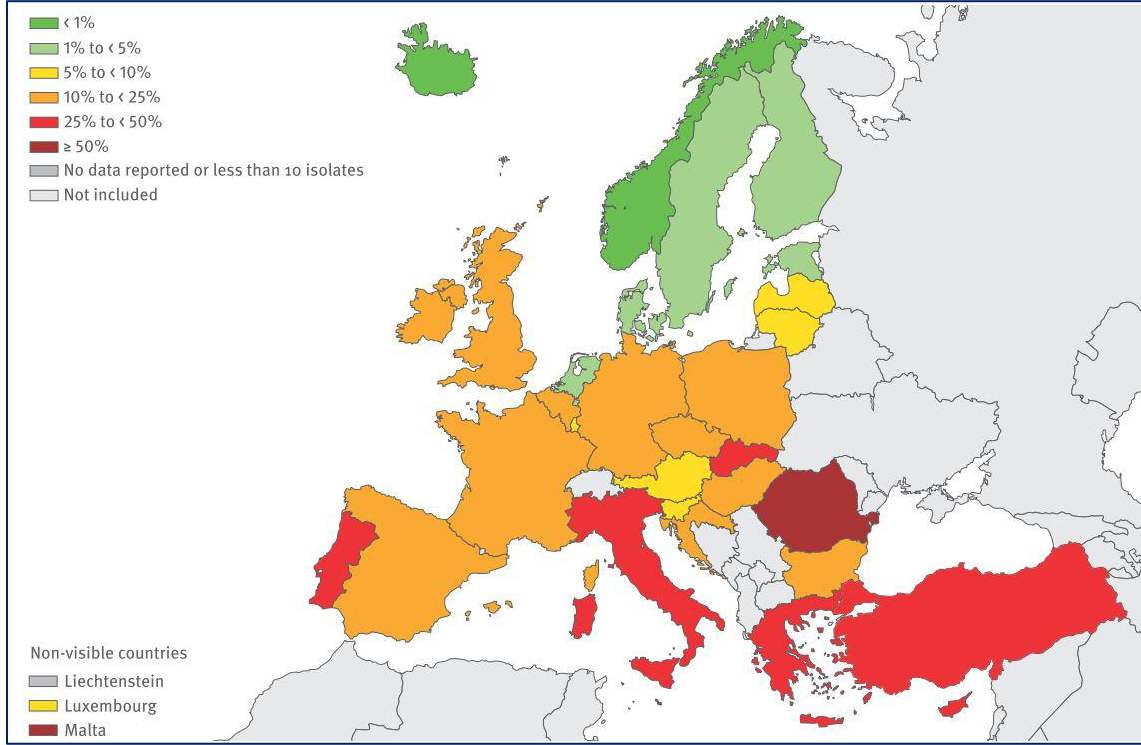 < 1%
1% to < 5%
5% to < 10%
10% to < 25%
25% to < 50%
≥ 50%
No data reported or less than 10 isolates
Not included
Non-visible countries
Liechtenstein
Luxembourg
Malta